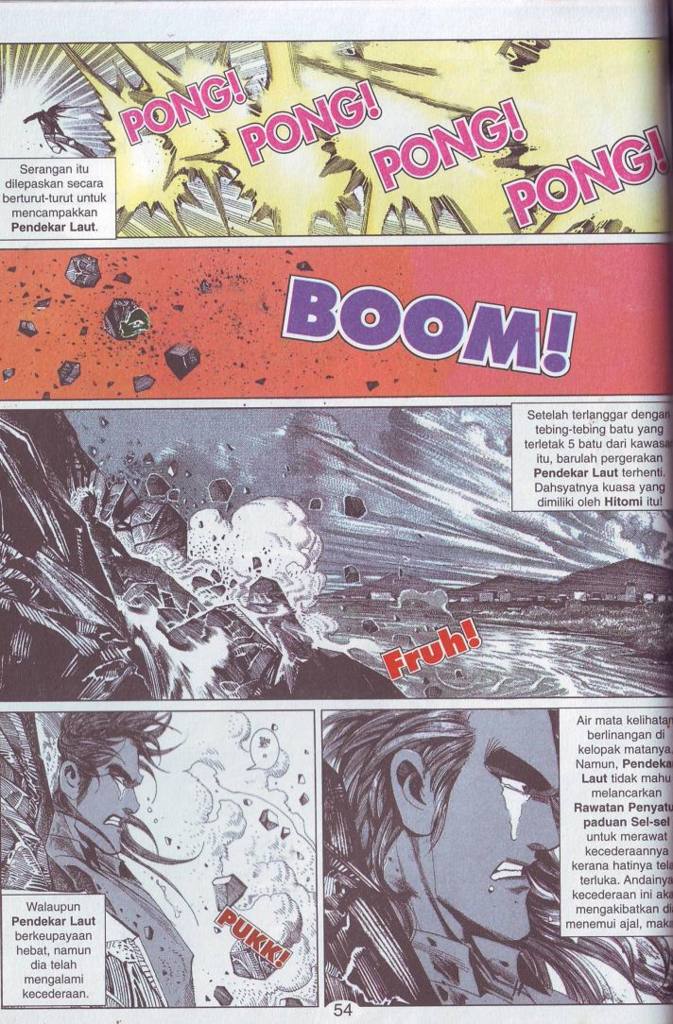 PONG!
PONG!
PONG!
PONG!
Serangan itu
dilepaskan secara
berturut-turut untuk
mencampakkan
Pendekar Laut.
BOOM!
Setelah terlanggar dengan
tebing-tebing batu yang
terletak 5 batu dari kawasan
itu, barulah pergerakan
Pendekar Laut terhenti.
Dahsyatnya kuasa yang
dimiliki oleh Hitomi itu!
Fruh!
Walaupun
Pendekar Laut
berkeupayaan
hebat, namun
dia telah
mengalami
kecederaan.
PUKK!
Air mata kelihatan
berlinangan di
kelopak matanya.
Namun, Pendekar
Laut tidak mahu
melancarkan
Rawatan Penyatu
paduan Sel-sel
untuk merawat
kecederaannya
kerana hatinya telah
terluka. Andainya
kecederaan ini akan
mengakibatkan dia
menemui ajal, maka
54